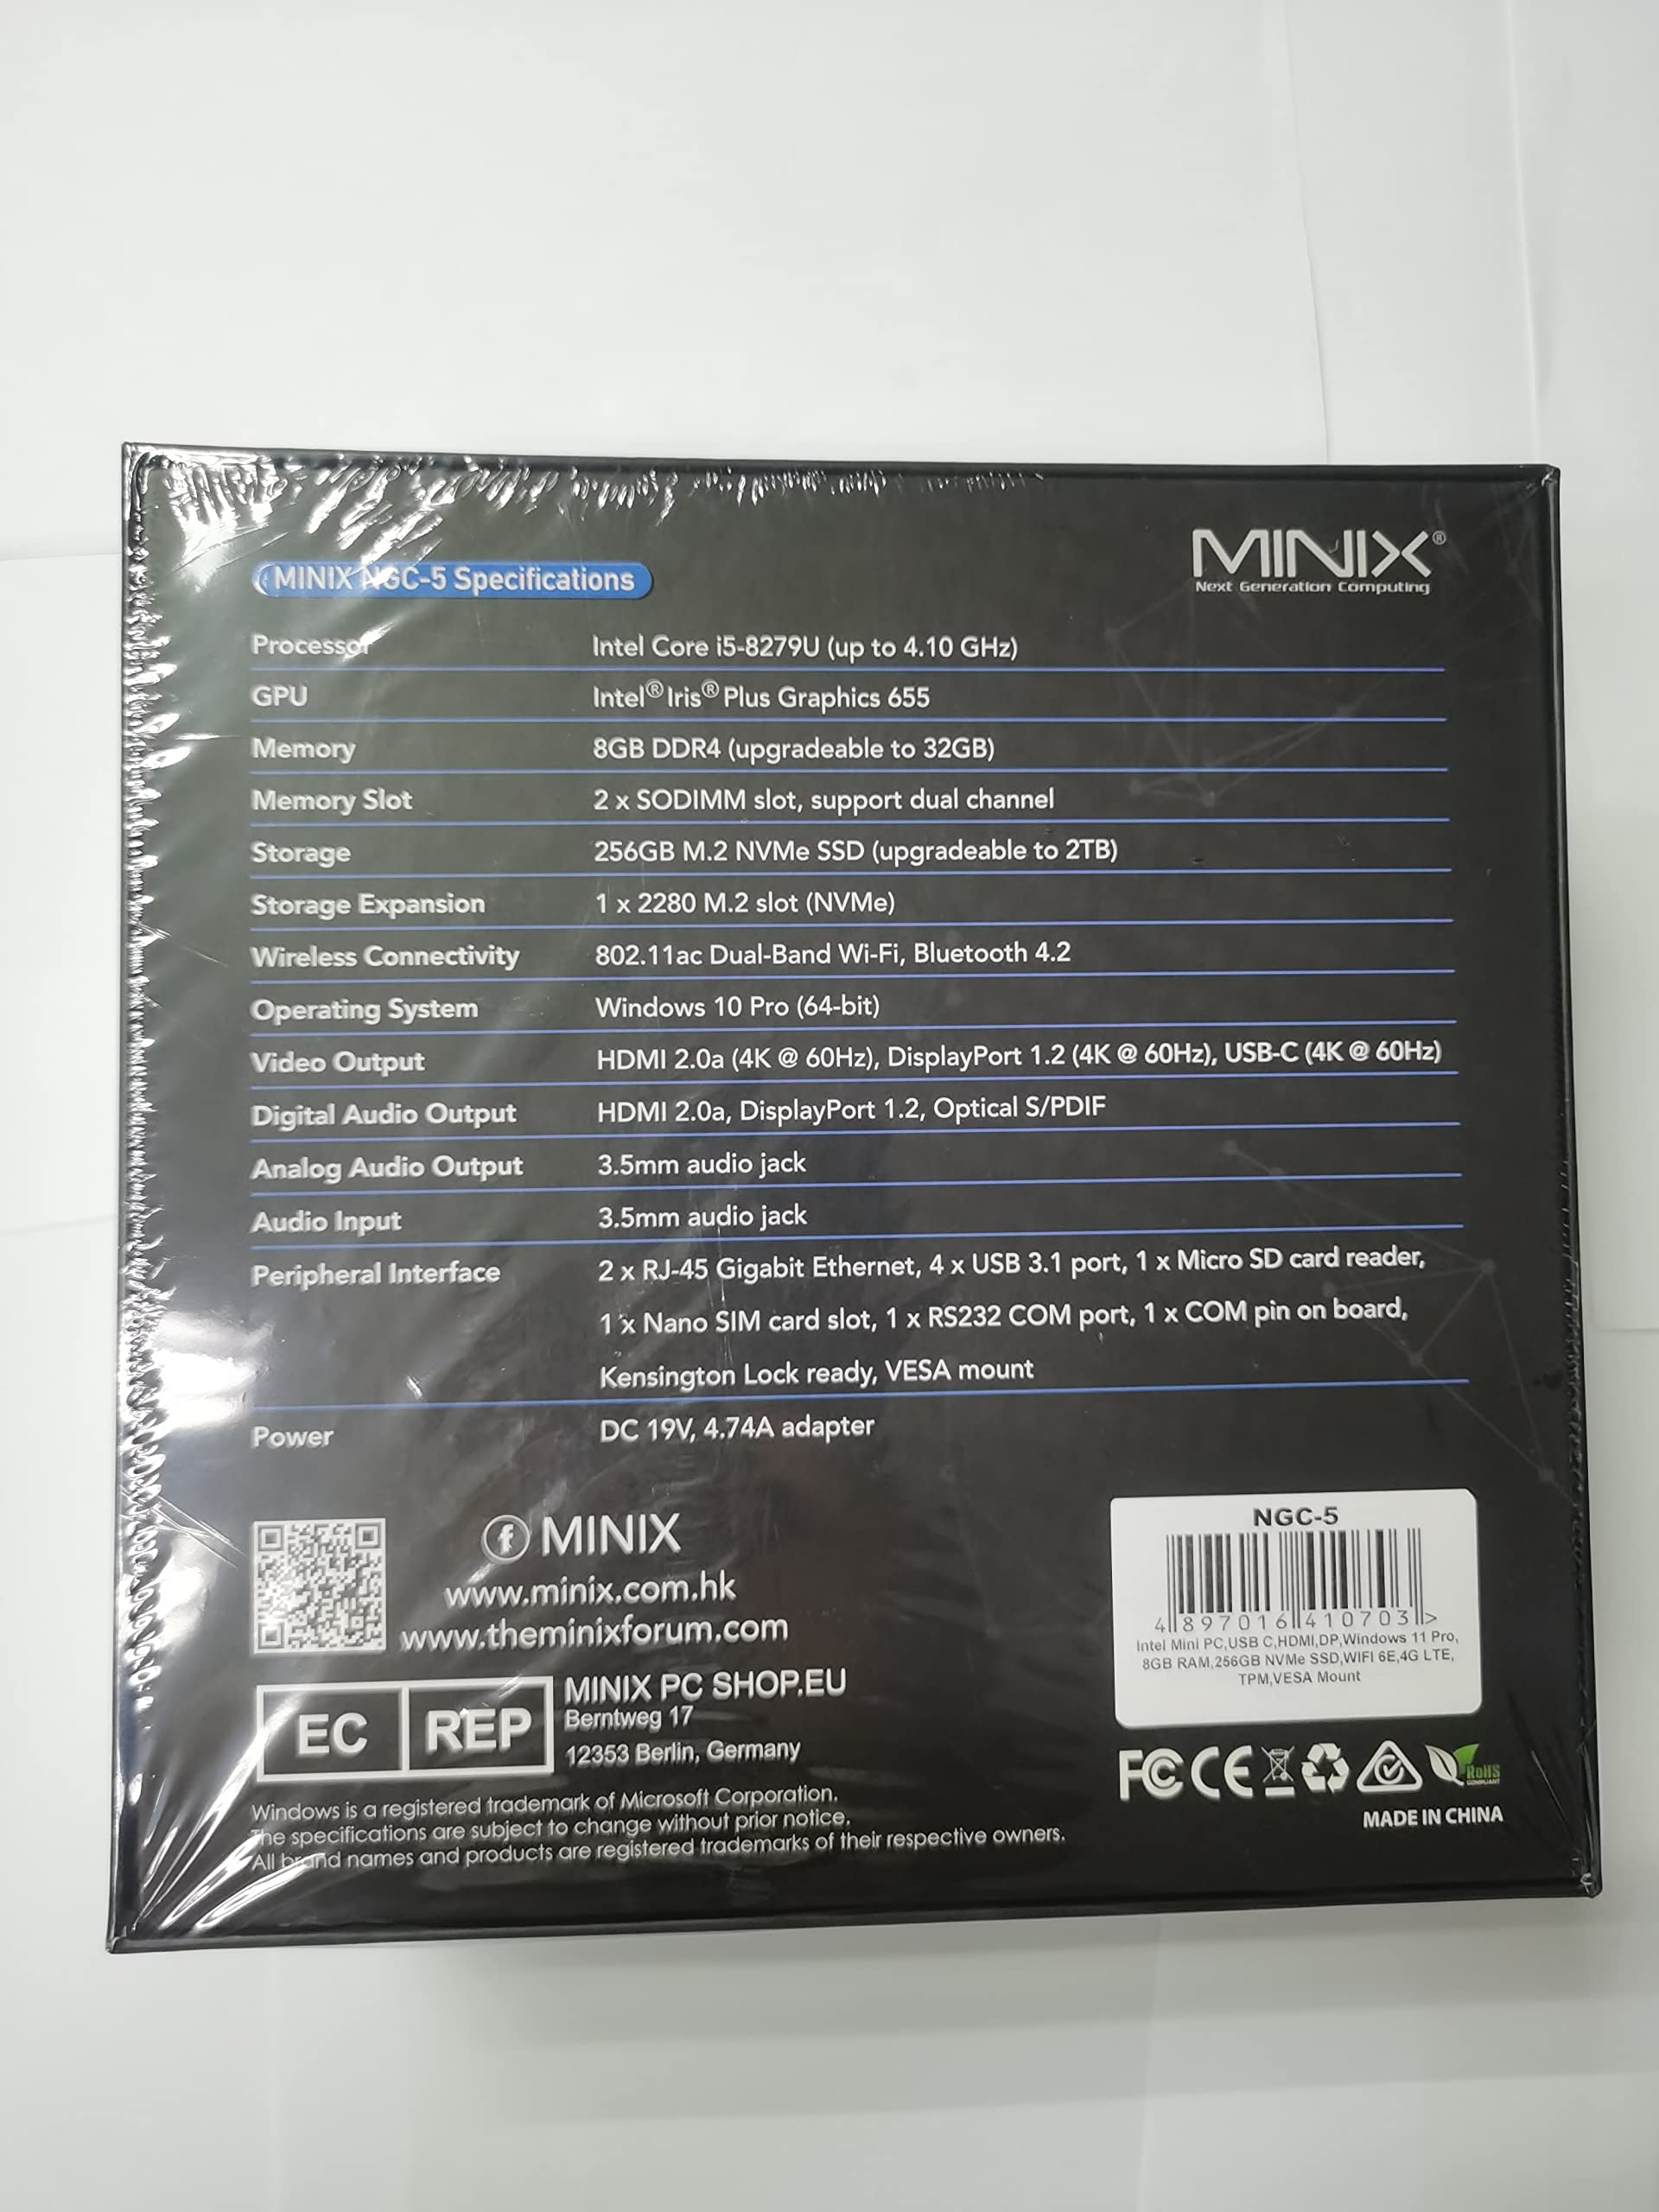 MINIX®
Next Generation Computing
MINIX NGC-5 Specifications
Processor Intel Core i5-8279U (up to 4.10 GHz)
GPU Intel® Iris® Plus Graphics 655
Memory 8GB DDR4 (upgradeable to 32GB)
Memory Slot 2 x SODIMM slot, support dual channel
Storage 256GB M.2 NVMe SSD (upgradeable to 2TB)
Storage Expansion 1 x 2280 M.2 slot (NVMe)
Wireless Connectivity 802.11ac Dual-Band Wi-Fi, Bluetooth 4.2
Operating System Windows 10 Pro (64-bit)
Video Output HDMI 2.0a (4K @ 60Hz), DisplayPort 1.2 (4K @ 60Hz), USB-C (4K @ 60Hz)
Digital Audio Output HDMI 2.0a, DisplayPort 1.2, Optical S/PDIF
Analog Audio Output 3.5mm audio jack
Audio Input 3.5mm audio jack
Peripheral Interface 2 x RJ-45 Gigabit Ethernet, 4 x USB 3.1 port, 1 x Micro SD card reader,
1 x Nano SIM card slot, 1 x RS232 COM port, 1 x COM pin on board,
Kensington Lock ready, VESA mount
Power DC 19V, 4.74A adapter
MINIX
www.minix.com.hk
www.theminixforum.com
EC REP
MINIX PC SHOP.EU
Berntweg 17
12353 Berlin, Germany
Windows is a registered trademark of Microsoft Corporation.
The specifications are subject to change without prior notice.
All brand names and products are registered trademarks of their respective owners.
NGC-5
4 897016 410703 >
Intel Mini PC,USB C,HDMI,DP,Windows 11 Pro,
8GB RAM,256GB NVMe SSD,WIFI 6E,4G LTE,
TPM,VESA Mount
FC CE RoHS
COMPLIANT
MADE IN CHINA